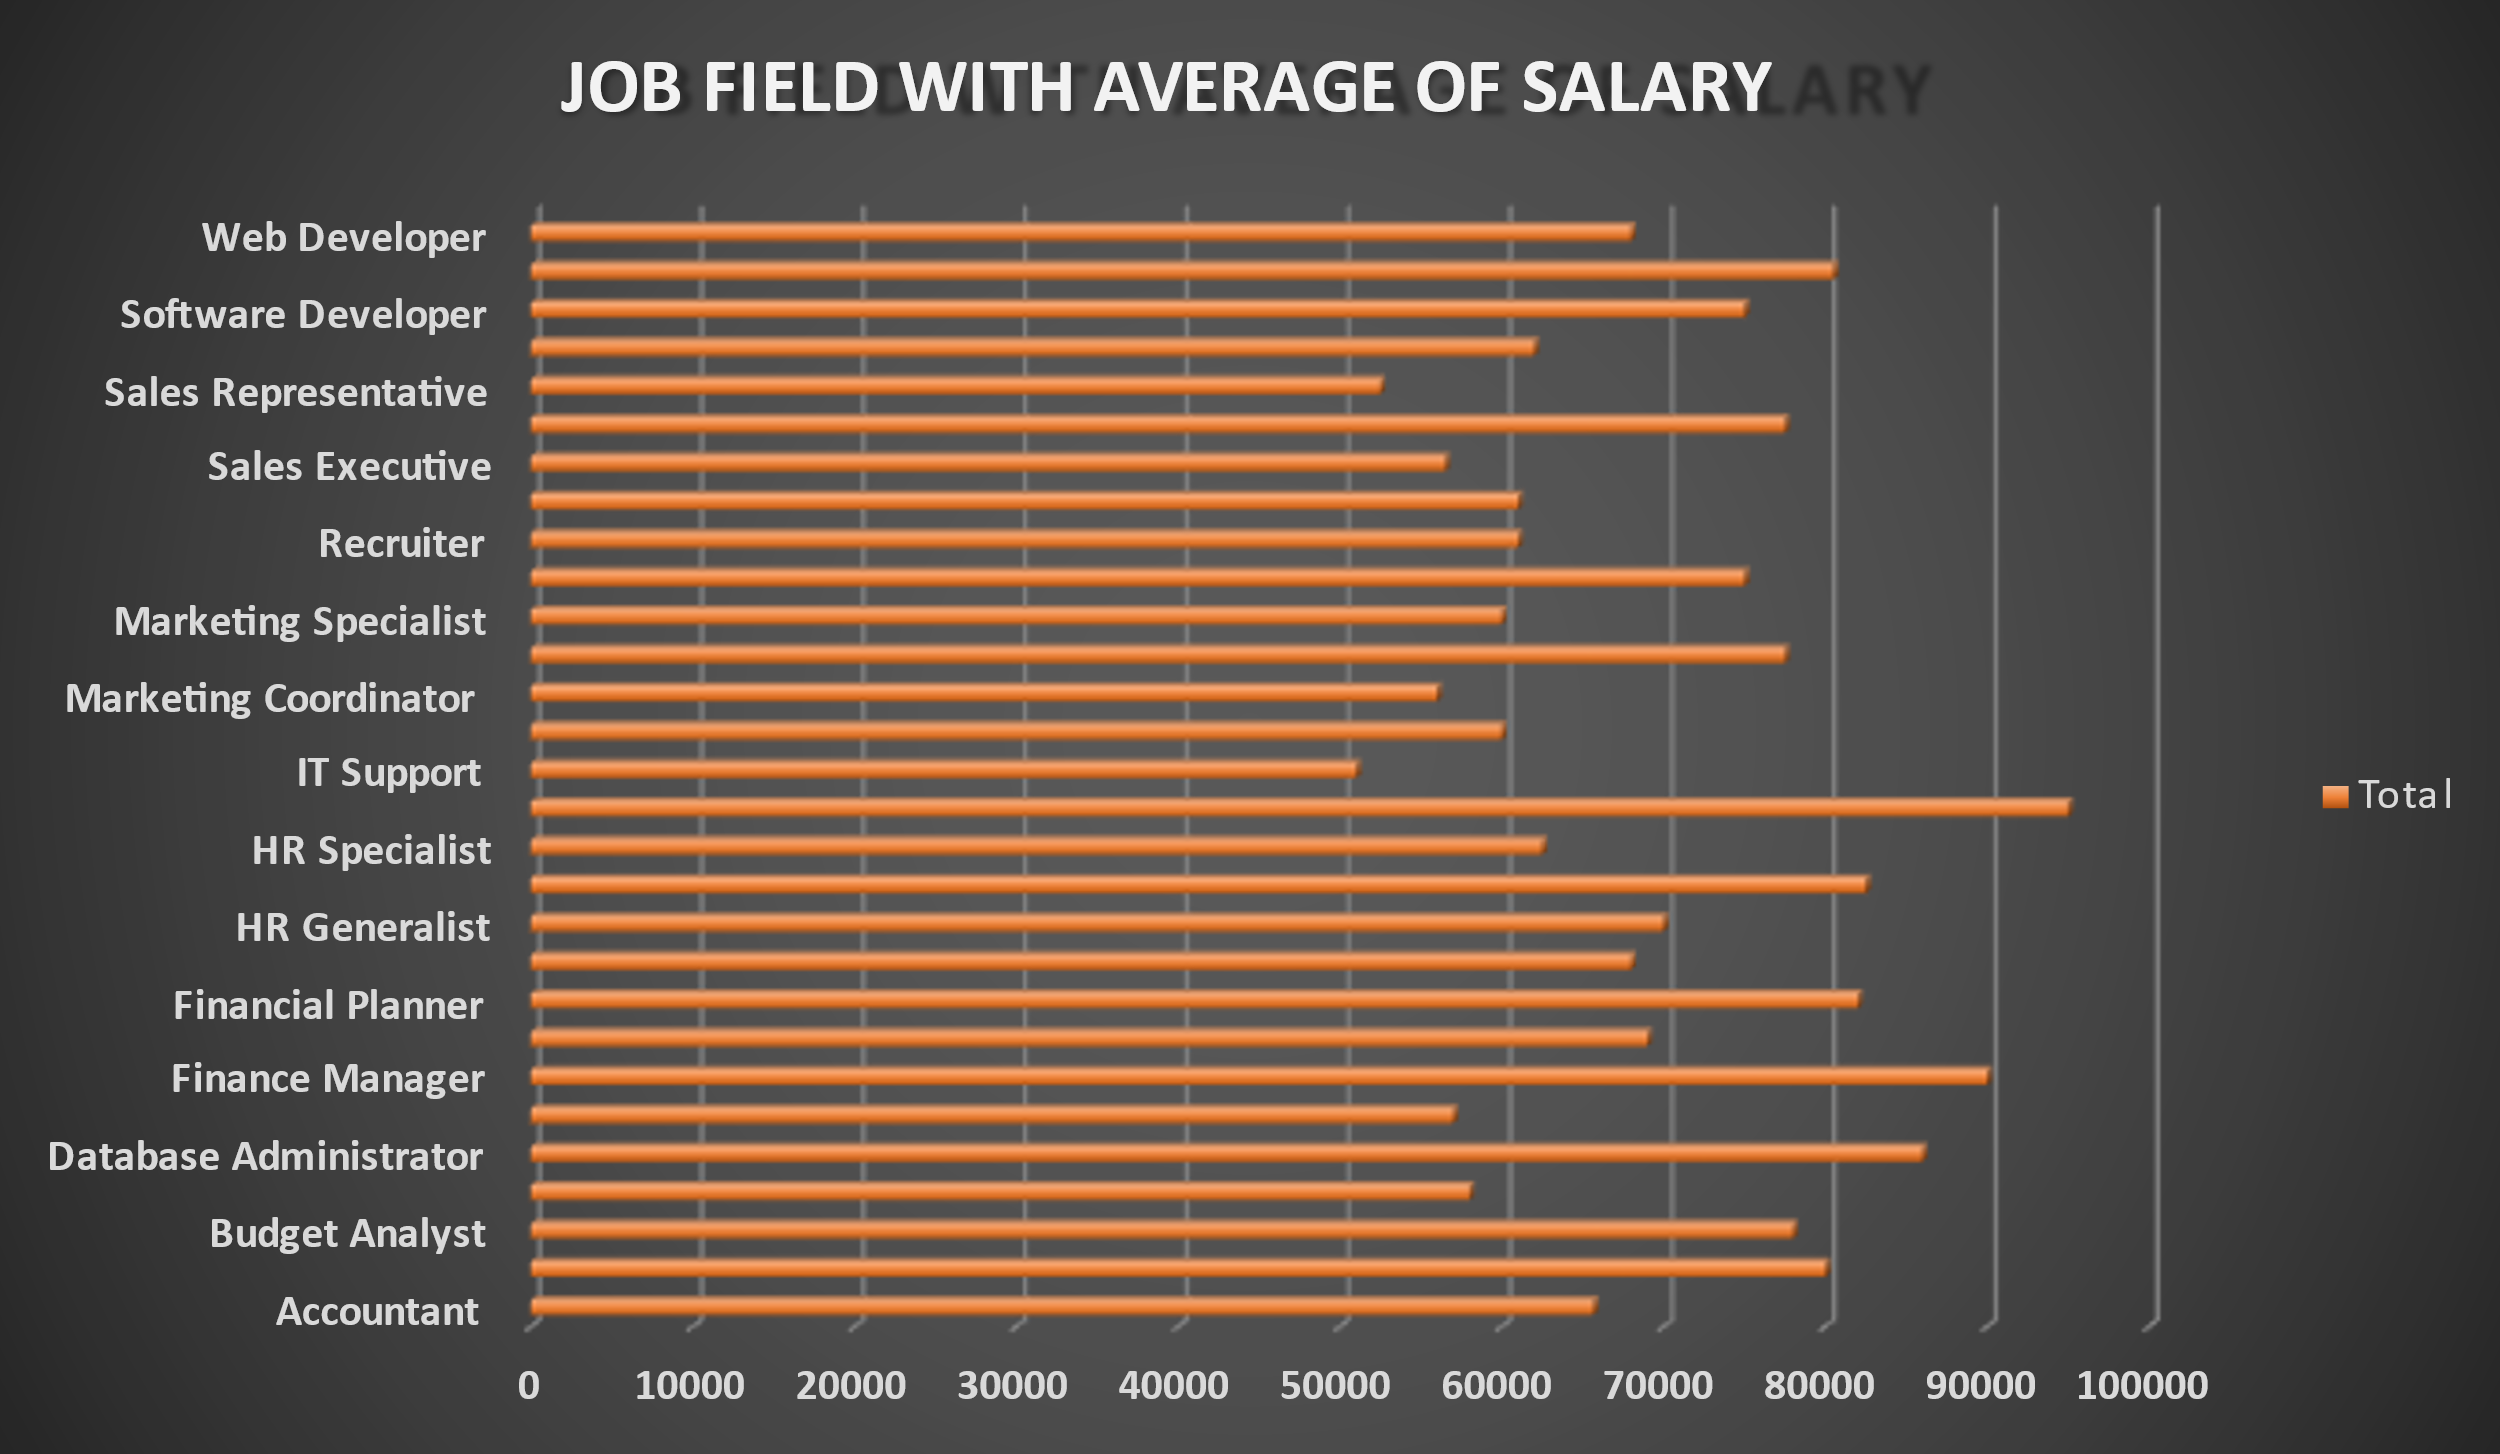 JOB FIELD WITH AVERAGE OF SALARY
Web Developer
Software Developer
Sales Representative
Sales Executive
Recruiter
Marketing Specialist
Marketing Coordinator
IT Support
HR Specialist
HR Generalist
Financial Planner
Finance Manager
Database Administrator
Budget Analyst
Accountant
0 10000 20000 30000 40000 50000 60000 70000 80000 90000 100000
Total